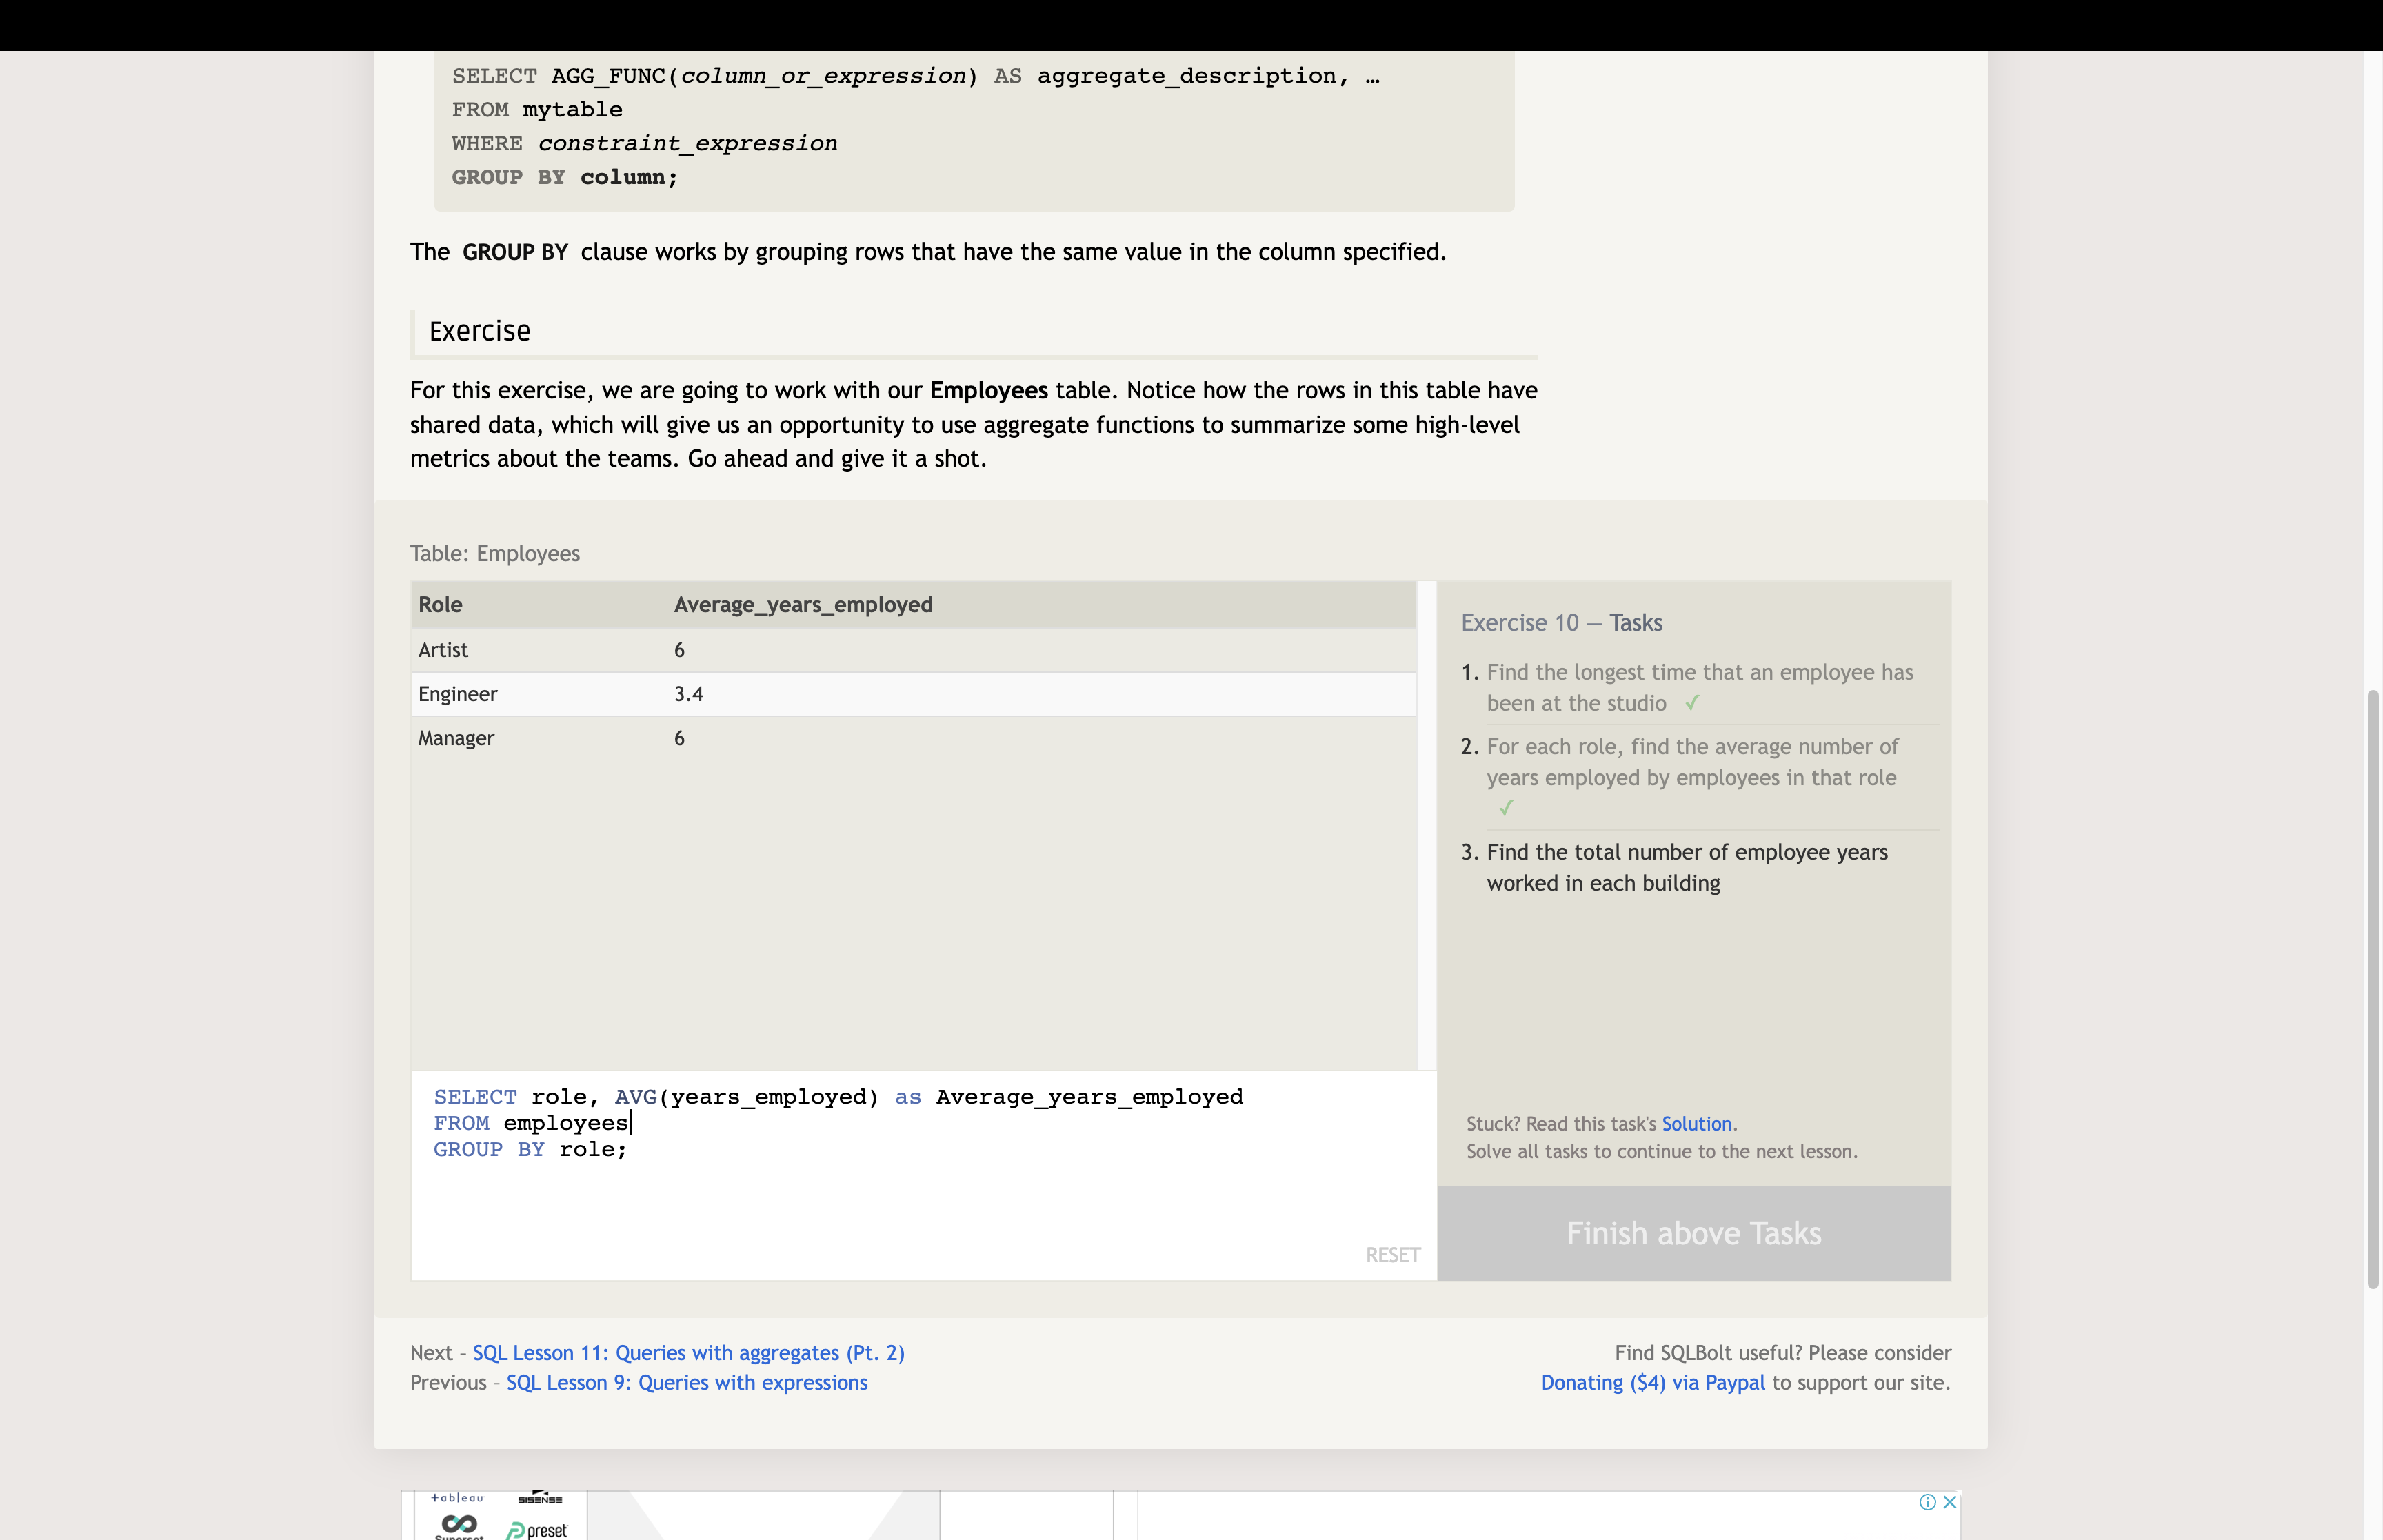 SELECT AGG_FUNC(column_or_expression) AS aggregate_description, …
FROM mytable
WHERE constraint_expression
GROUP BY column;
The GROUP BY clause works by grouping rows that have the same value in the column specified.
Exercise
For this exercise, we are going to work with our Employees table. Notice how the rows in this table have
shared data, which will give us an opportunity to use aggregate functions to summarize some high-level
metrics about the teams. Go ahead and give it a shot.
Table: Employees
Role Average_years_employed
Artist 6
Engineer 3.4
Manager 6
SELECT role, AVG(years_employed) as Average_years_employed
FROM employees
GROUP BY role;
RESET
Exercise 10 — Tasks
1. Find the longest time that an employee has
been at the studio ✓
2. For each role, find the average number of
years employed by employees in that role
✓
3. Find the total number of employee years
worked in each building
Stuck? Read this task's Solution.
Solve all tasks to continue to the next lesson.
Finish above Tasks
Next – SQL Lesson 11: Queries with aggregates (Pt. 2)
Previous – SQL Lesson 9: Queries with expressions
Find SQLBolt useful? Please consider
Donating ($4) via Paypal to support our site.
+ableau
SISENSE
Superset
preset